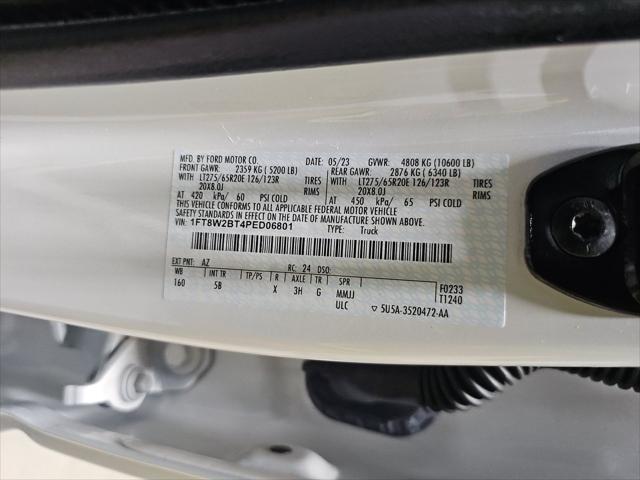 MFD. BY FORD MOTOR CO. DATE: 05/23 GVWR: 4808 KG (10600 LB)
FRONT GAWR: 2359 KG ( 5200 LB) REAR GAWR: 2876 KG ( 6340 LB)
WITH LT275/65R20E 126/123R TIRES WITH LT275/65R20E 126/123R TIRES
20X8.0J 20X8.0J
AT 420 kPa/ 60 PSI COLD AT 450 kPa/ 65 PSI COLD
THIS VEHICLE CONFORMS TO ALL APPLICABLE FEDERAL MOTOR VEHICLE
SAFETY STANDARDS IN EFFECT ON THE DATE OF MANUFACTURE SHOWN ABOVE.
VIN: 1FT8W2BT4PED06801 TYPE: Truck
EXT PNT: AZ RC: 24 DSO: F0233
WB INT TR TP/PS R AXLE TR SPR T1240
160 5B X 3H G MMJJ
ULC ▽ 5U5A-3520472-AA